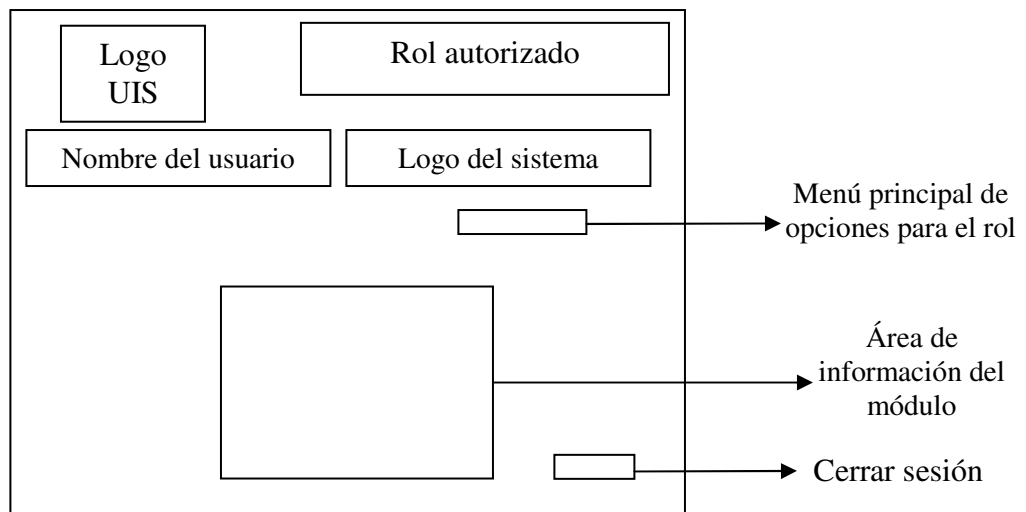 Logo
UIS
Rol autorizado
Nombre del usuario
Logo del sistema
Menú principal de
opciones para el rol
Área de
información del
módulo
Cerrar sesión